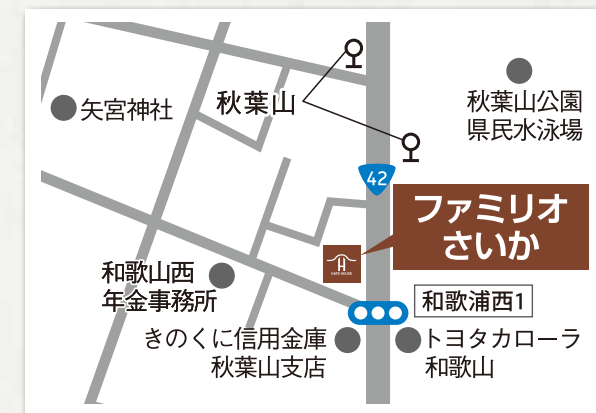 矢宮神社
秋葉山
秋葉山公園
県民水泳場
42
ファミリオ
さいか
H
GATE HOUSE
和歌山西
年金事務所
和歌浦西1
きのくに信用金庫
秋葉山支店
トヨタカローラ
和歌山